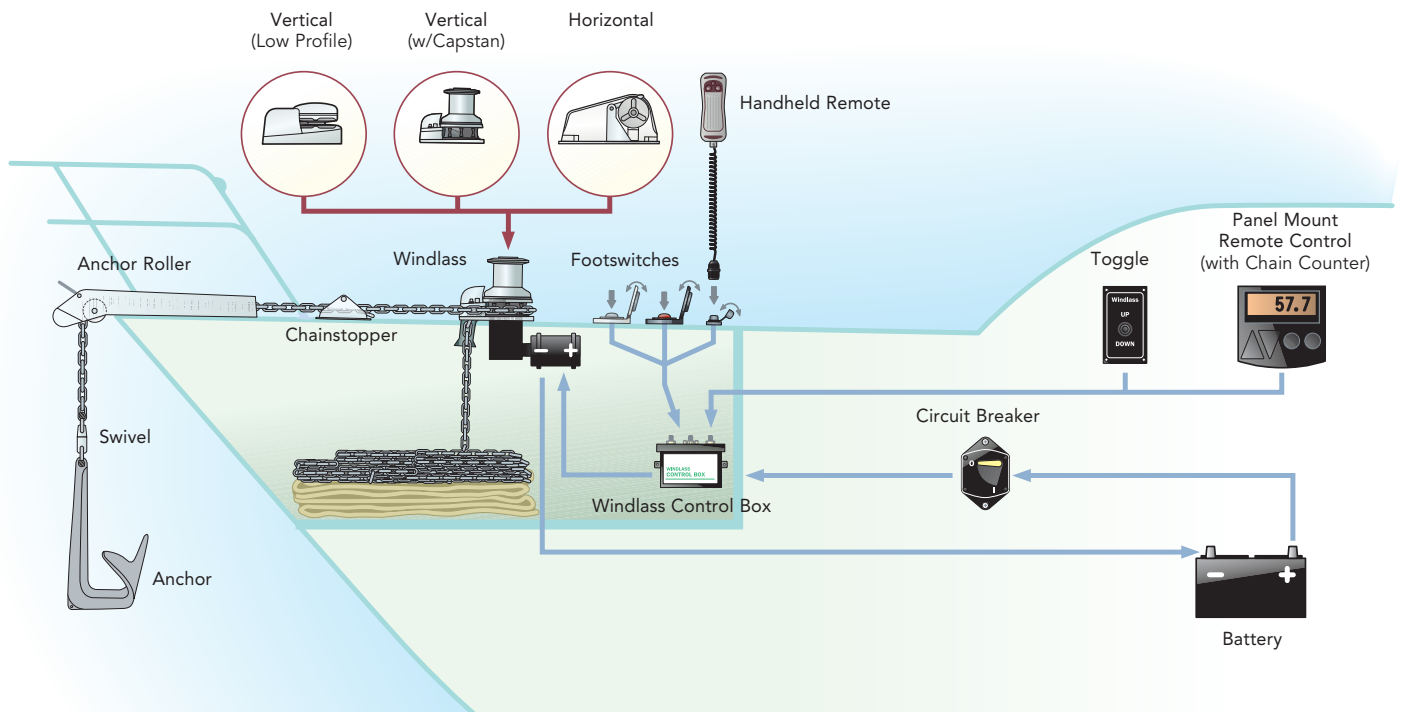 Vertical
(Low Profile)
Vertical
(w/Capstan)
Horizontal
Handheld Remote
Anchor Roller
Windlass
Footswitches
Toggle
Panel Mount
Remote Control
(with Chain Counter)
Chainstopper
Windlass
UP
DOWN
57.7
- +
Swivel
Circuit Breaker
O
I
WINDLASS
CONTROL BOX
Windlass Control Box
Anchor
- +
Battery